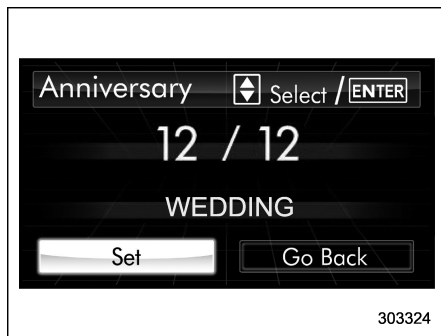 Anniversary Select / ENTER
12 / 12
WEDDING
Set Go Back
303324